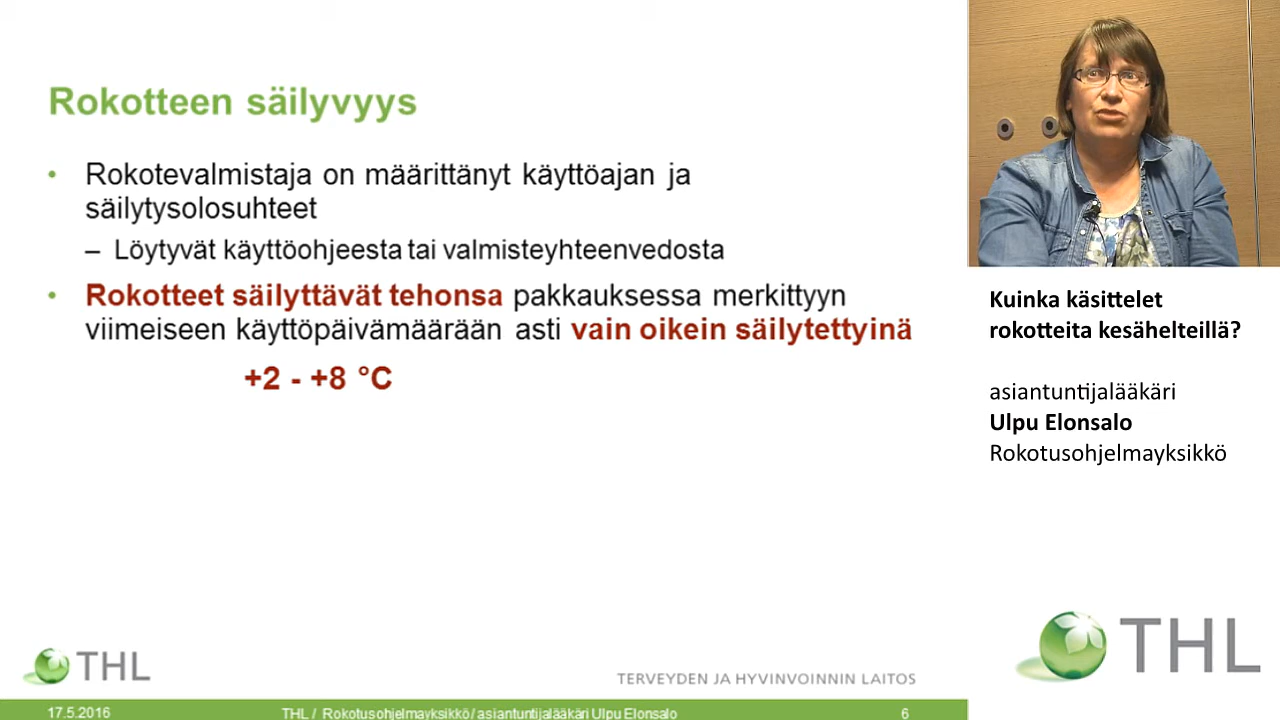 Rokotteen säilyvyys
• Rokotevalmistaja on määrittänyt käyttöajan ja
säilytysolosuhteet
– Löytyvät käyttöohjeesta tai valmisteyhteenvedosta
• Rokotteet säilyttävät tehonsa pakkauksessa merkittyyn
viimeiseen käyttöpäivämäärään asti vain oikein säilytettyinä
+2 - +8 °C
Kuinka käsittelet
rokotteita kesähelteillä?
asiantuntijalääkäri
Ulpu Elonsalo
Rokotusohjelmayksikkö
THL
TERVEYDEN JA HYVINVOINNIN LAITOS
THL
17.5.2016
THL / Rokotusohjelmayksikkö / asiantuntijalääkäri Ulpu Elonsalo
6